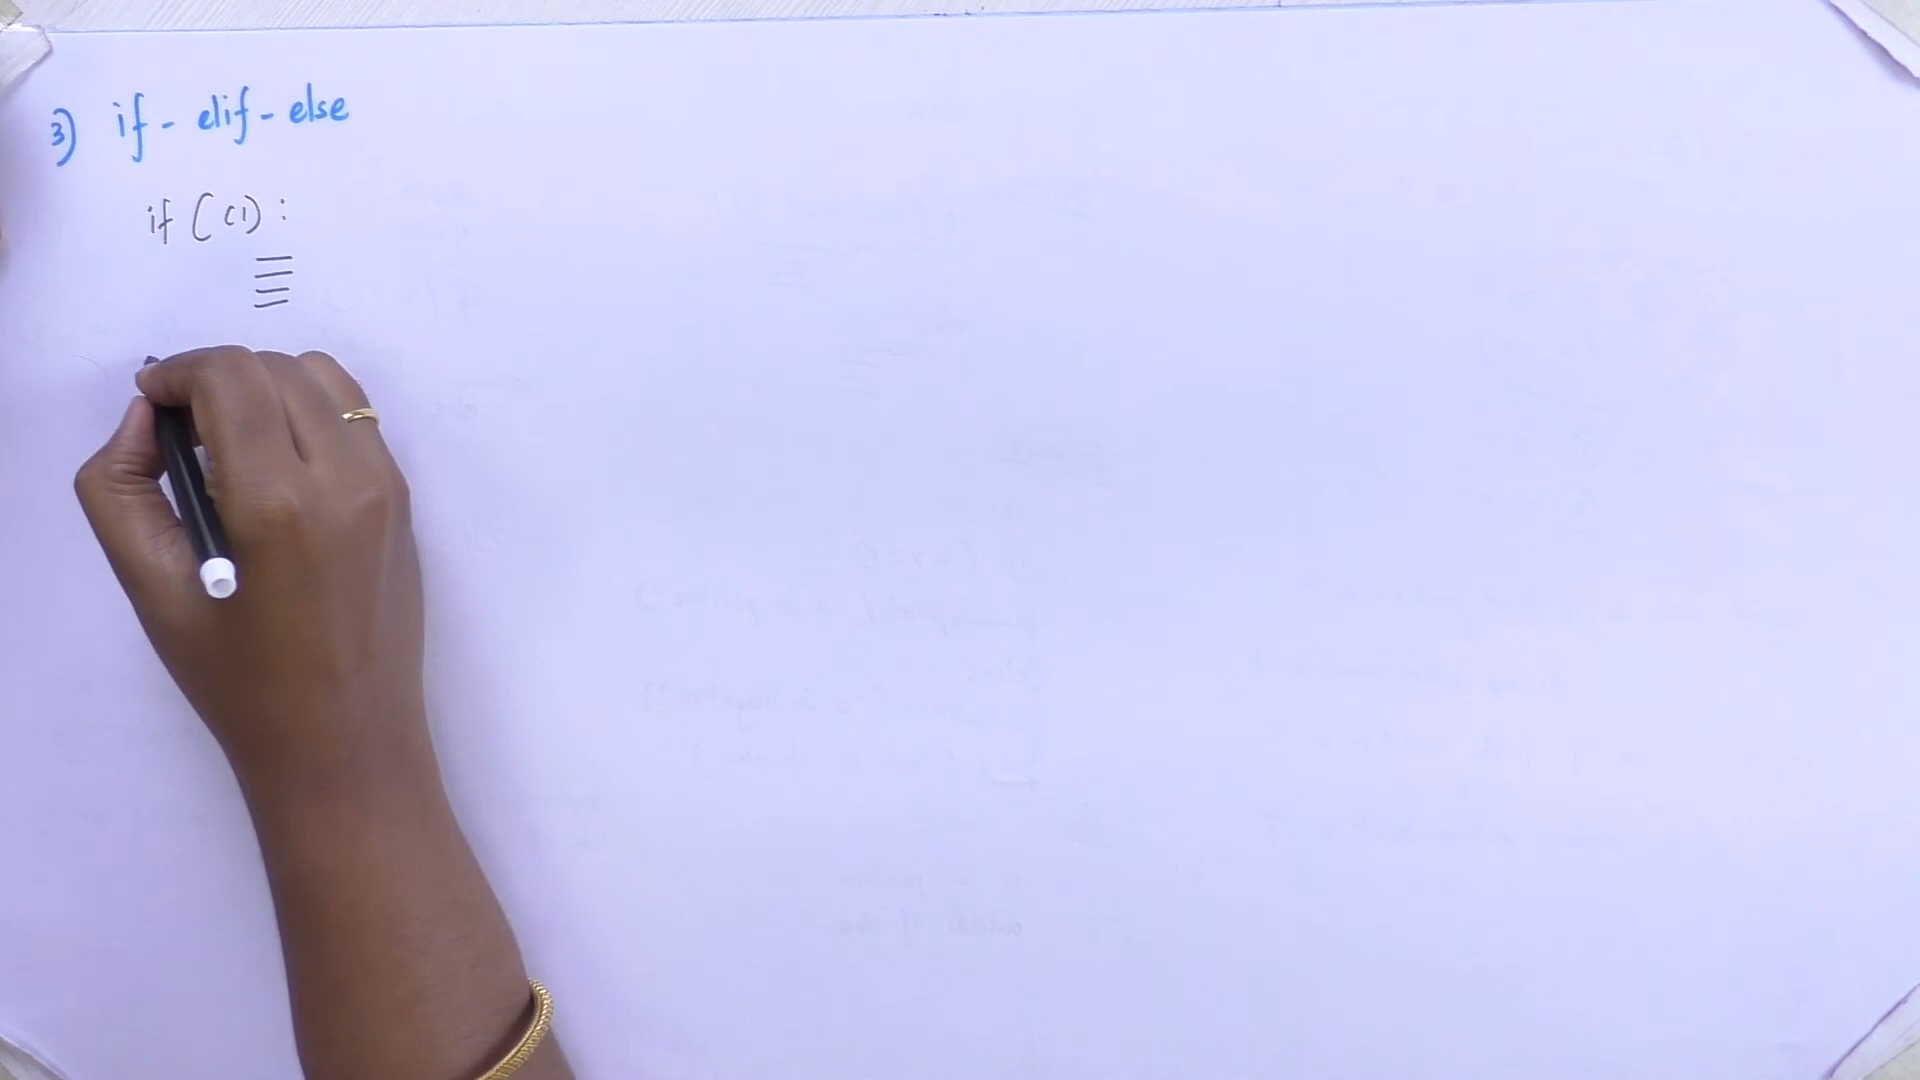 3) if - elif - else
if (c1) :